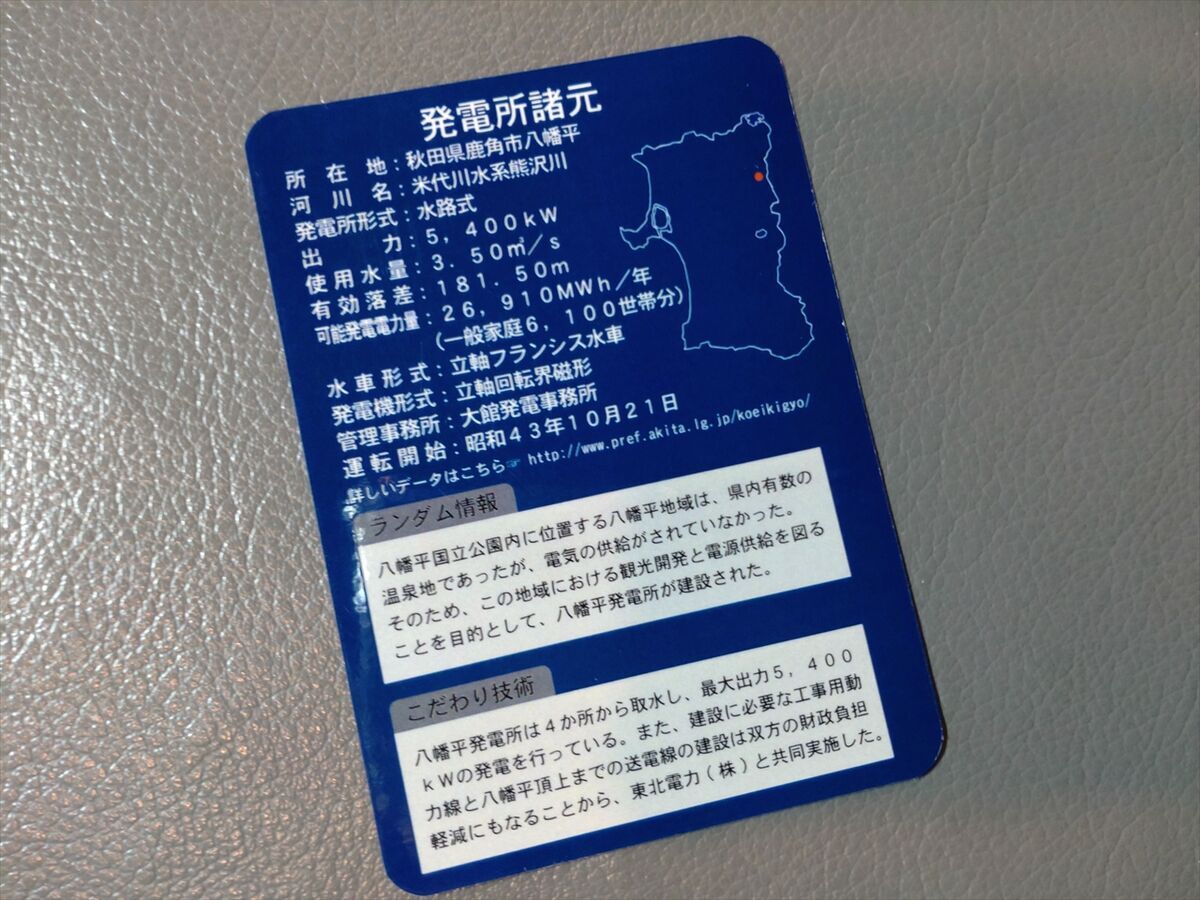 発電所諸元
所在地：秋田県鹿角市八幡平
河川名：米代川水系熊沢川
発電所形式：水路式
出力：５，４００ｋＷ
使用水量：３．５０㎥／ｓ
有効落差：１８１．５０ｍ
可能発電電力量：２６，９１０ＭＷｈ／年
（一般家庭６，１００世帯分）
水車形式：立軸フランシス水車
発電機形式：立軸回転界磁形
管理事務所：大館発電事務所
運転開始：昭和４３年１０月２１日
詳しいデータはこちら☞ http://www.pref.akita.lg.jp/koeikigyo/
ランダム情報
八幡平国立公園内に位置する八幡平地域は、県内有数の
温泉地であったが、電気の供給がされていなかった。
そのため、この地域における観光開発と電源供給を図る
ことを目的として、八幡平発電所が建設された。
こだわり技術
八幡平発電所は４か所から取水し、最大出力５，４００
ｋＷの発電を行っている。また、建設に必要な工事用動
力線と八幡平頂上までの送電線の建設は双方の財政負担
軽減にもなることから、東北電力（株）と共同実施した。